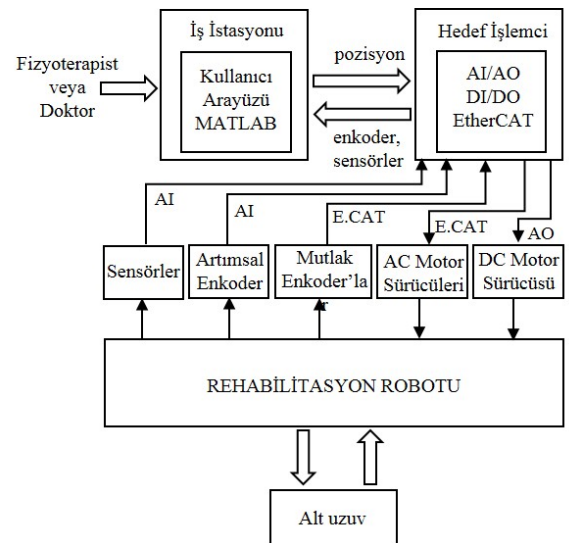 İş İstasyonu
Hedef İşlemci
Fizyoterapist
veya
Doktor
Kullanıcı
Arayüzü
MATLAB
pozisyon
enkoder,
sensörler
AI/AO
DI/DO
EtherCAT
AI
AI
E.CAT
E.CAT
AO
Sensörler
Artımsal
Enkoder
Mutlak
Enkoder’la
r
AC Motor
Sürücüleri
DC Motor
Sürücüsü
REHABİLİTASYON ROBOTU
Alt uzuv